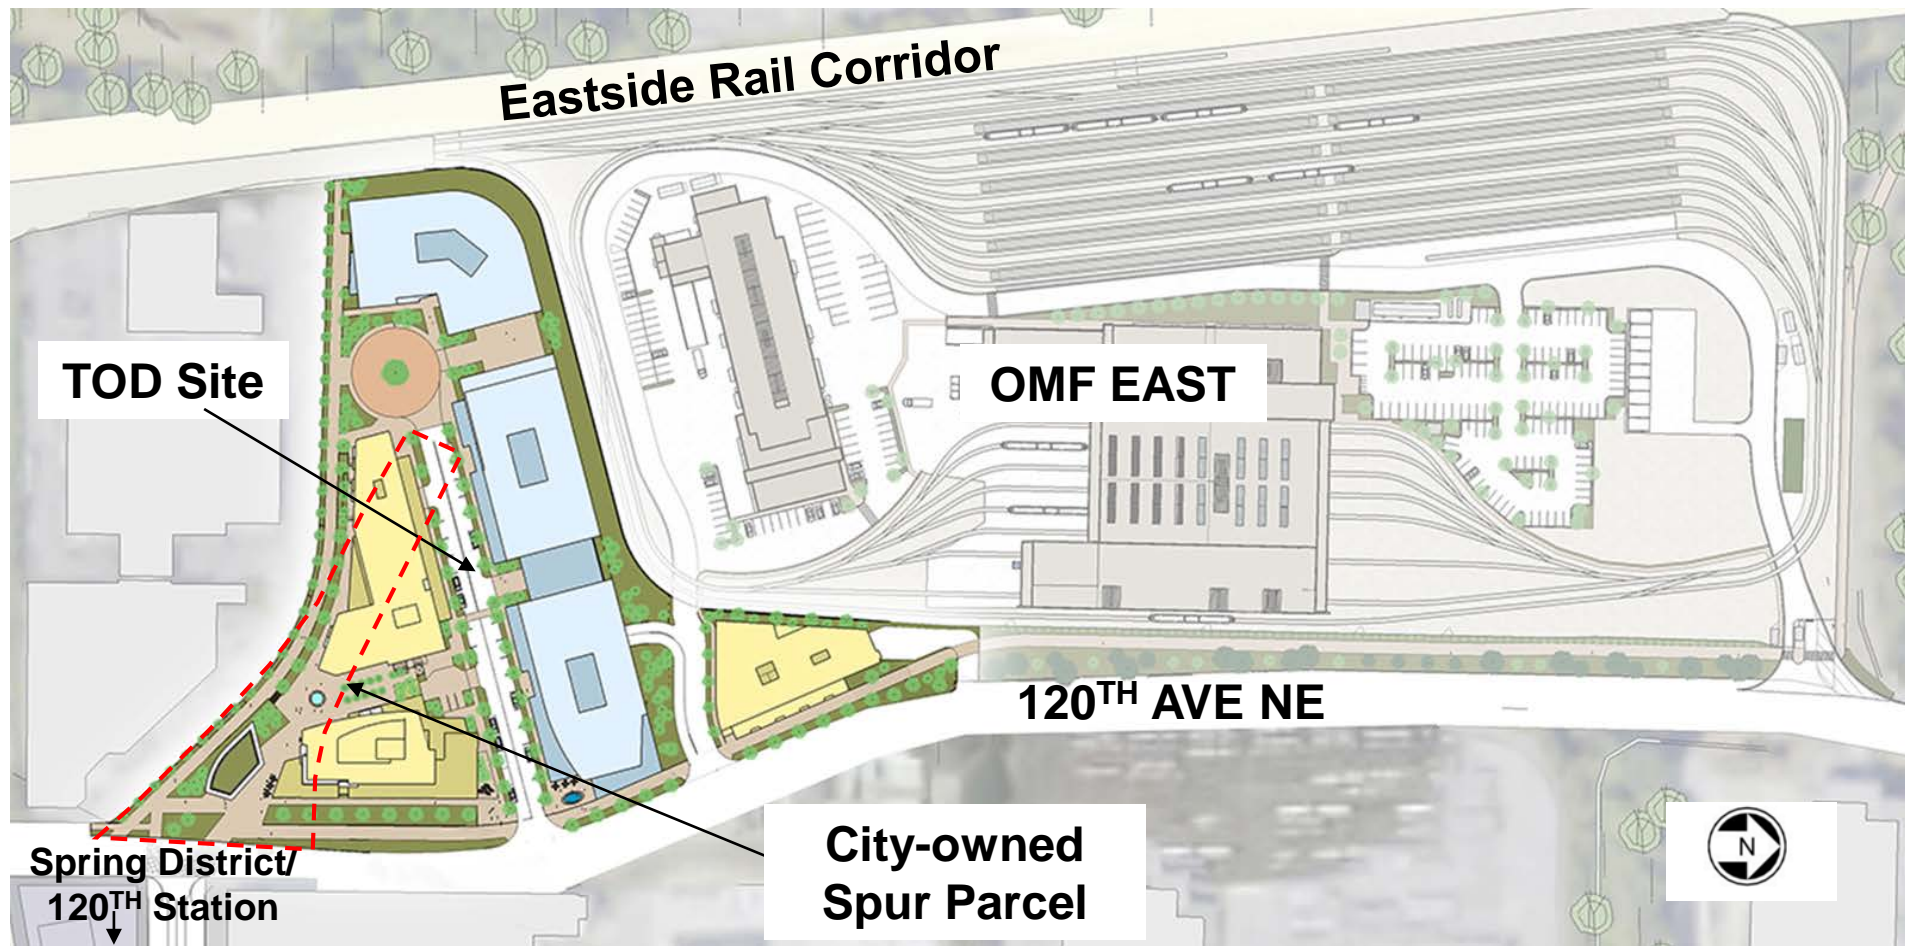 Eastside Rail Corridor
TOD Site
OMF EAST
120TH AVE NE
City-owned
Spur Parcel
Spring District/
120TH Station
N